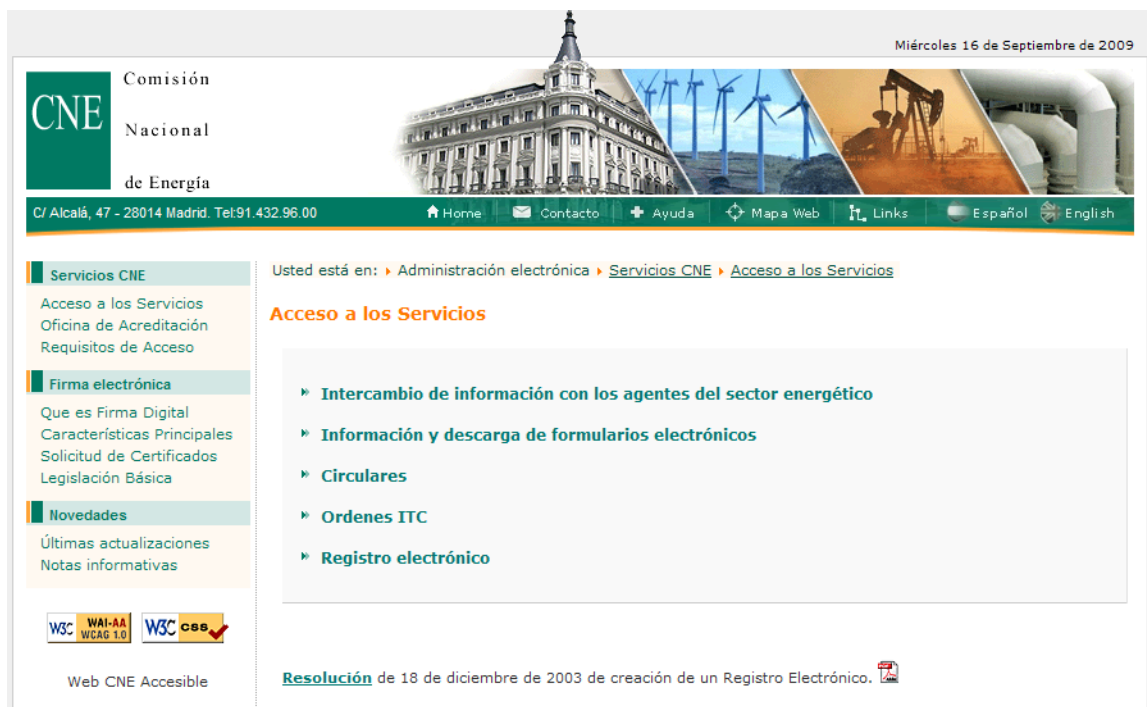 Miércoles 16 de Septiembre de 2009
CNE
Comisión
Nacional
de Energía
C/ Alcalá, 47 - 28014 Madrid. Tel:91.432.96.00
Home
Contacto
Ayuda
Mapa Web
Links
Español
English
Servicios CNE
Acceso a los Servicios
Oficina de Acreditación
Requisitos de Acceso
Firma electrónica
Que es Firma Digital
Características Principales
Solicitud de Certificados
Legislación Básica
Novedades
Últimas actualizaciones
Notas informativas
W3C WAI-AA WCAG 1.0
W3C css
Web CNE Accesible
Usted está en: Administración electrónica Servicios CNE Acceso a los Servicios
Acceso a los Servicios
Intercambio de información con los agentes del sector energético
Información y descarga de formularios electrónicos
Circulares
Ordenes ITC
Registro electrónico
Resolución de 18 de diciembre de 2003 de creación de un Registro Electrónico.